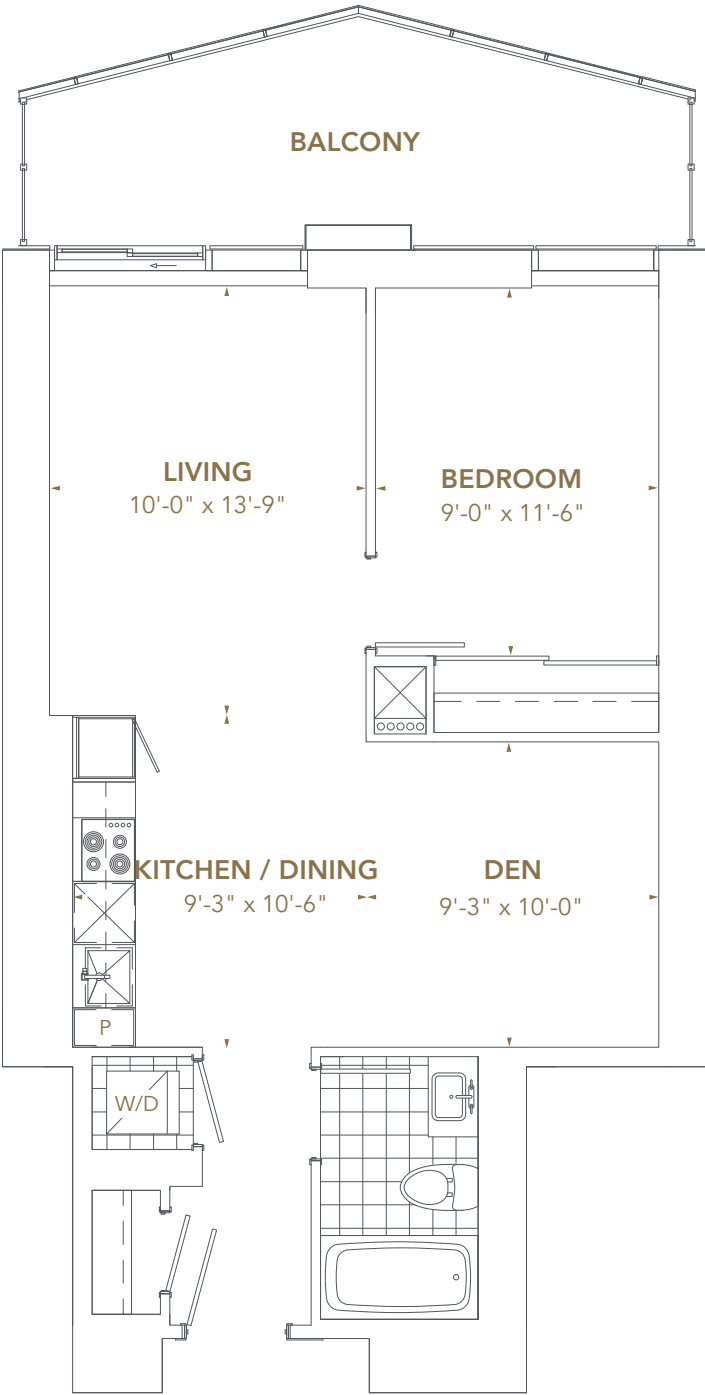 BALCONY
LIVING
10'-0" x 13'-9"
BEDROOM
9'-0" x 11'-6"
KITCHEN / DINING
9'-3" x 10'-6"
DEN
9'-3" x 10'-0"
P
W/D